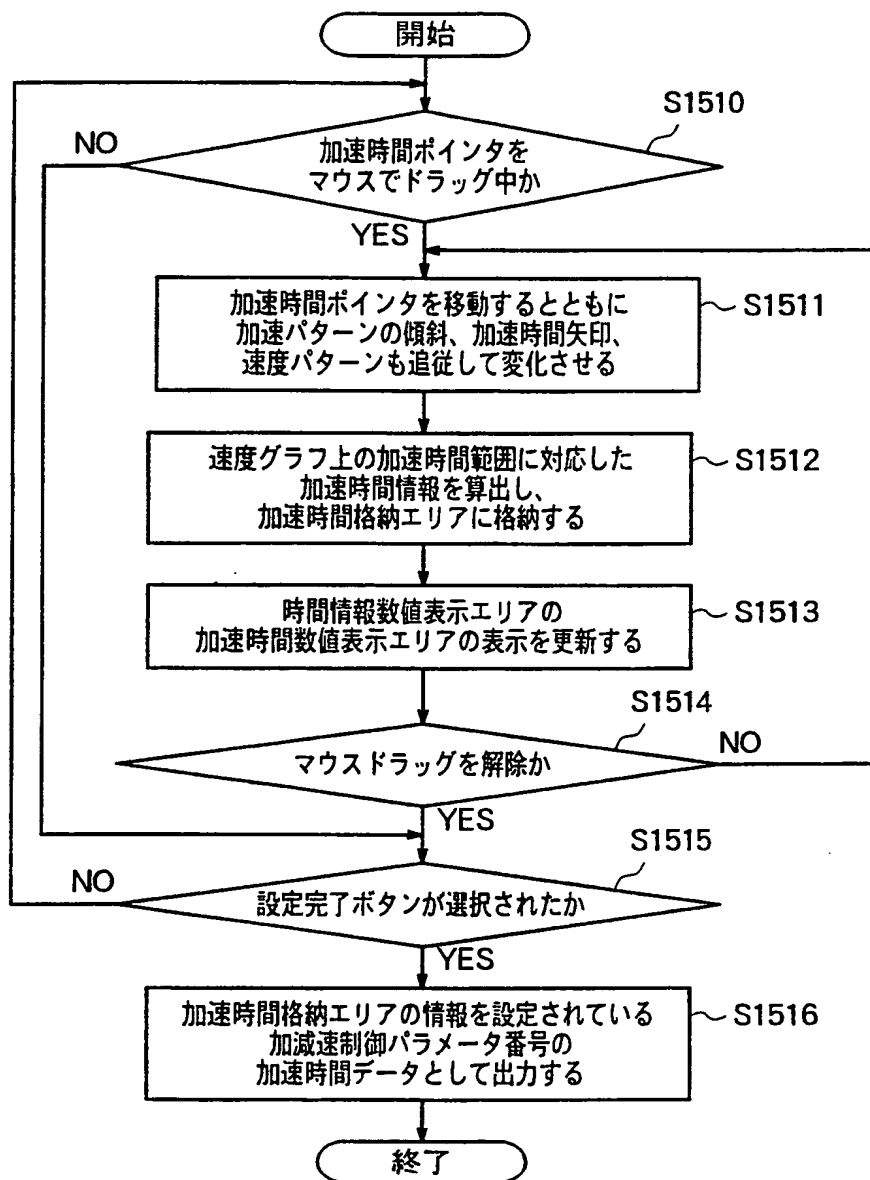 開始
S1510
NO
加速時間ポインタを
マウスでドラッグ中か
YES
加速時間ポインタを移動するとともに
加速パターンの傾斜、加速時間矢印、
速度パターンも追従して変化させる
S1511
速度グラフ上の加速時間範囲に対応した
加速時間情報を算出し、
加速時間格納エリアに格納する
S1512
時間情報数値表示エリアの
加速時間数値表示エリアの表示を更新する
S1513
S1514
マウスドラッグを解除か
NO
YES
S1515
NO
設定完了ボタンが選択されたか
YES
加速時間格納エリアの情報を設定されている
加減速制御パラメータ番号の
加速時間データとして出力する
S1516
終了